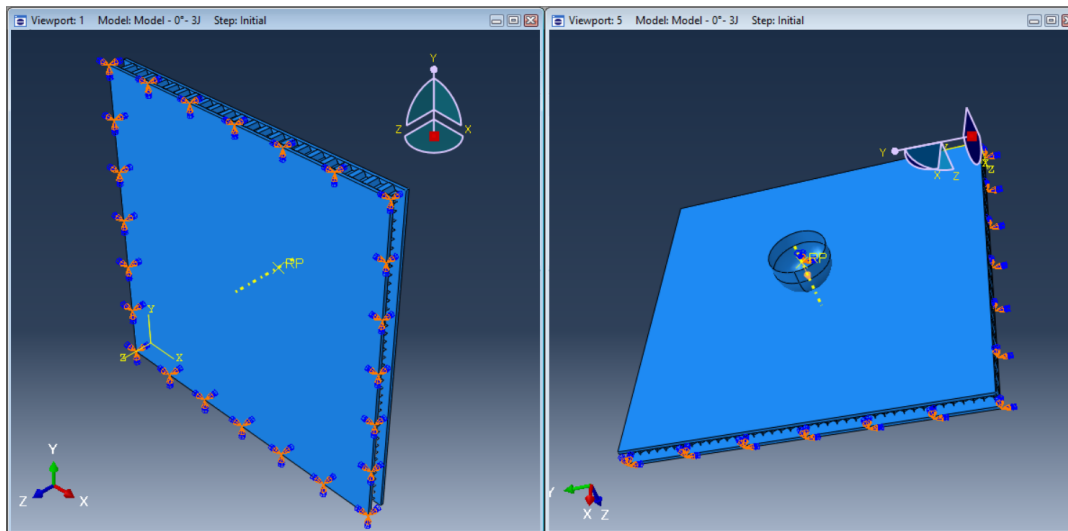 Viewport: 1 Model: Model - 0°- 3J Step: Initial
Y
Z X
RP
Y
Z X
Y
Z X
Viewport: 5 Model: Model - 0°- 3J Step: Initial
Y
X Z
X
Z
RP
Y
X Z